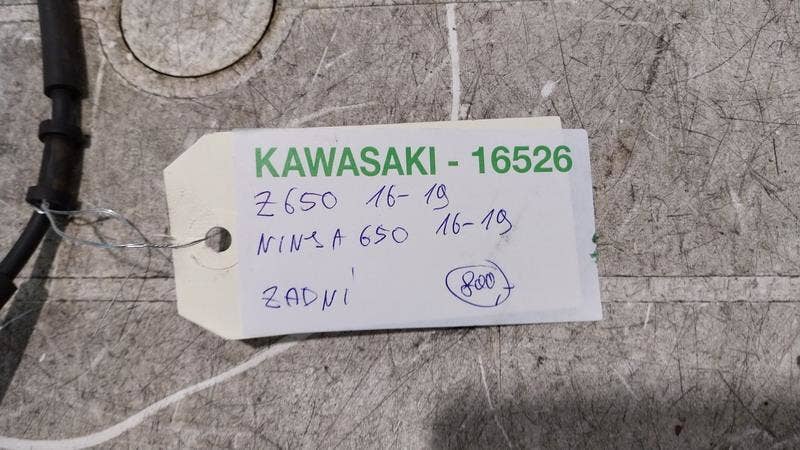 KAWASAKI - 16526
Z650 16-19
NINJA 650 16-19
ZADNÍ
800,-